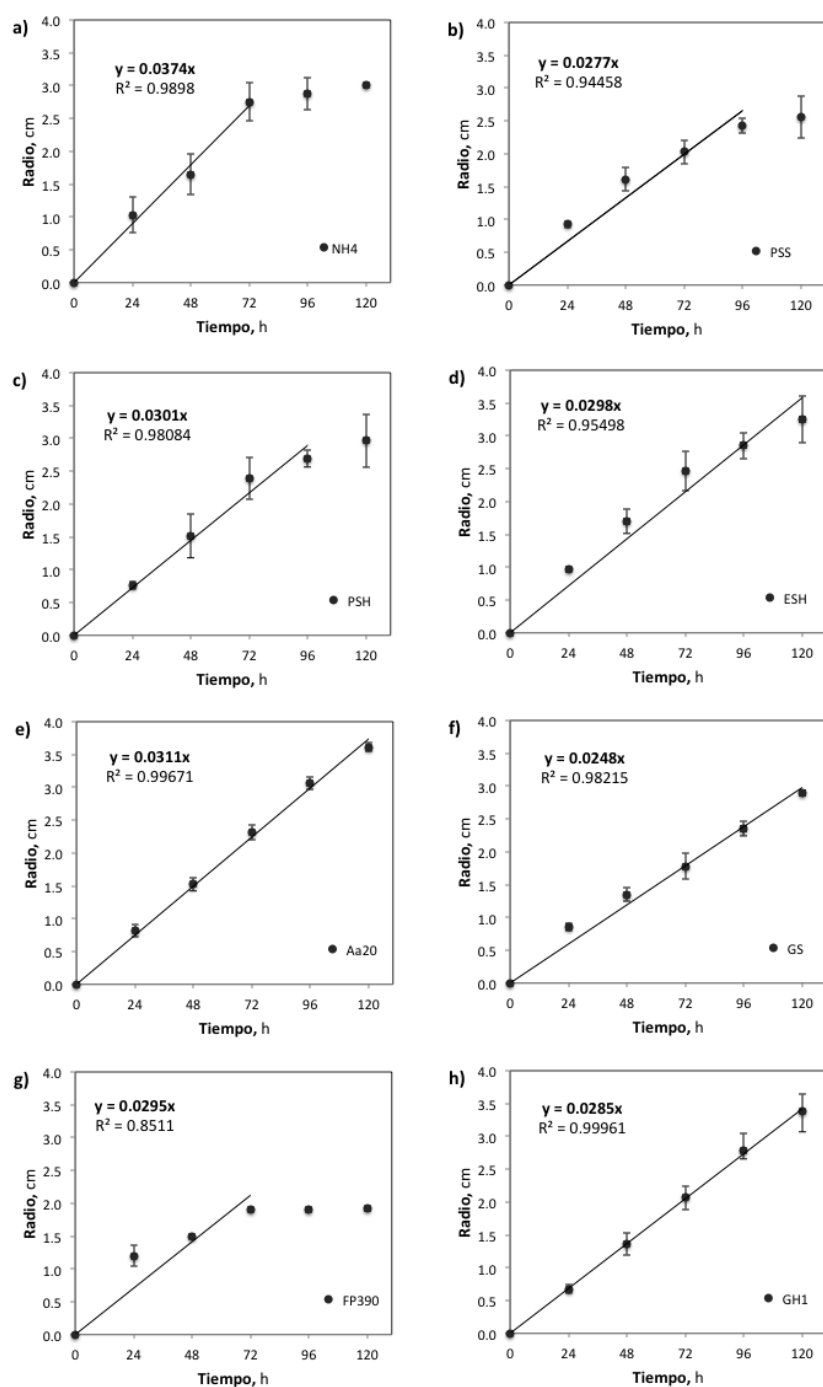 a)
4.0
3.5
3.0
2.5
2.0
1.5
1.0
0.5
0.0
Radio, cm
y = 0.0374x
R² = 0.9898
NH4
0 24 48 72 96 120
Tiempo, h
b)
4.0
3.5
3.0
2.5
2.0
1.5
1.0
0.5
0.0
Radio, cm
y = 0.0277x
R² = 0.94458
PSS
0 24 48 72 96 120
Tiempo, h
c)
4.0
3.5
3.0
2.5
2.0
1.5
1.0
0.5
0.0
Radio, cm
y = 0.0301x
R² = 0.98084
PSH
0 24 48 72 96 120
Tiempo, h
d)
4.0
3.5
3.0
2.5
2.0
1.5
1.0
0.5
0.0
Radio, cm
y = 0.0298x
R² = 0.95498
ESH
0 24 48 72 96 120
Tiempo, h
e)
4.0
3.5
3.0
2.5
2.0
1.5
1.0
0.5
0.0
Radio, cm
y = 0.0311x
R² = 0.99671
Aa20
0 24 48 72 96 120
Tiempo, h
f)
4.0
3.5
3.0
2.5
2.0
1.5
1.0
0.5
0.0
Radio, cm
y = 0.0248x
R² = 0.98215
GS
0 24 48 72 96 120
Tiempo, h
g)
4.0
3.5
3.0
2.5
2.0
1.5
1.0
0.5
0.0
Radio, cm
y = 0.0295x
R² = 0.8511
FP390
0 24 48 72 96 120
Tiempo, h
h)
4.0
3.5
3.0
2.5
2.0
1.5
1.0
0.5
0.0
Radio, cm
y = 0.0285x
R² = 0.99961
GH1
0 24 48 72 96 120
Tiempo, h